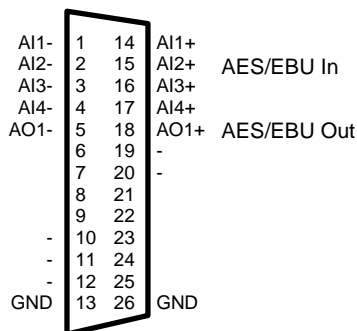 AI1- 1 14 AI1+
AI2- 2 15 AI2+ AES/EBU In
AI3- 3 16 AI3+
AI4- 4 17 AI4+
AO1- 5 18 AO1+ AES/EBU Out
6 19 -
7 20 -
8 21
9 22
- 10 23
- 11 24
- 12 25
GND 13 26 GND